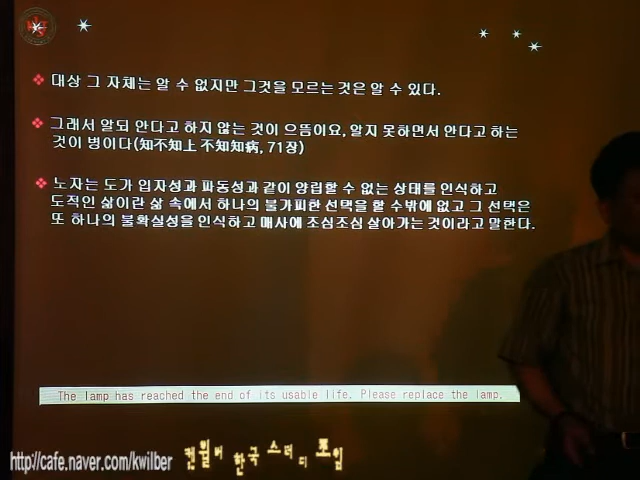 대상 그 자체는 알 수 없지만 그것을 모르는 것은 알 수 있다.
그래서 알되 안다고 하지 않는 것이 으뜸이요, 알지 못하면서 안다고 하는
것이 병이다(知不知上 不知知病, 71장)
노자는 도가 입자성과 파동성과 같이 양립할 수 없는 상태를 인식하고
도적인 삶이란 삶 속에서 하나의 불가피한 선택을 할 수밖에 없고 그 선택은
또 하나의 불확실성을 인식하고 매사에 조심조심 살아가는 것이라고 말한다.
The lamp has reached the end of its usable life. Please replace the lamp.
http://cafe.naver.com/kwilber
켄윌버 한국 스터디 모임